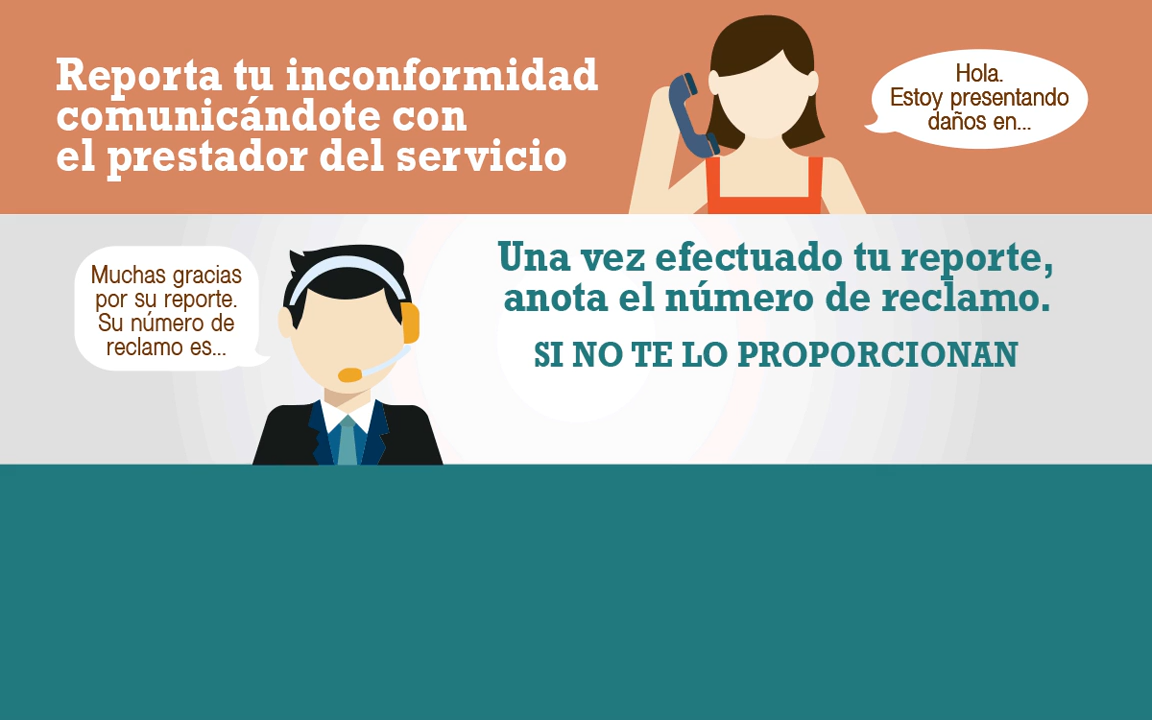 Reporta tu inconformidad
comunicándote con
el prestador del servicio
Hola.
Estoy presentando
daños en...
Muchas gracias
por su reporte.
Su número de
reclamo es...
Una vez efectuado tu reporte,
anota el número de reclamo.
SI NO TE LO PROPORCIONAN